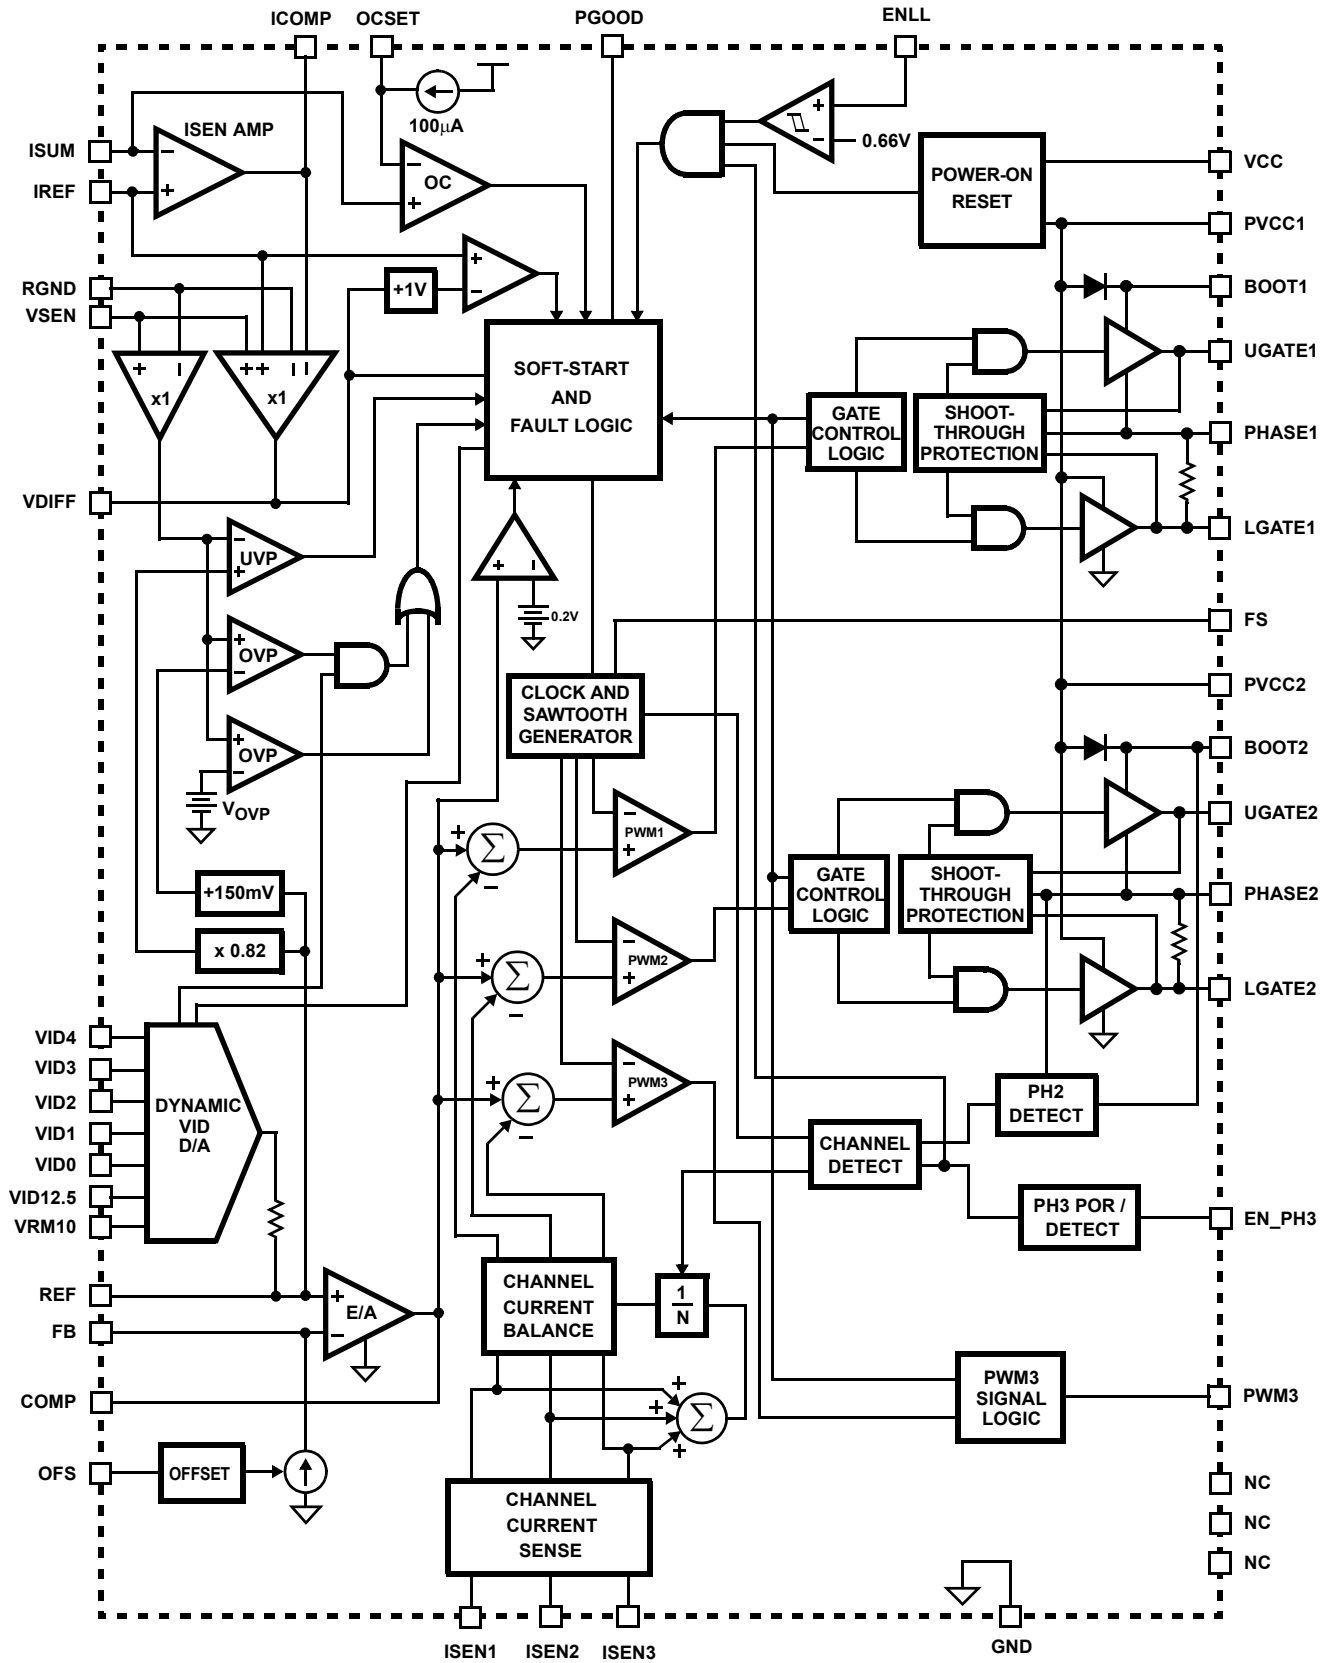 ICOMP OCSET PGOOD ENLL
100µA
ISEN AMP
ISUM
IREF
−
+
−
+
OC
+
−
0.66V
POWER-ON
RESET
VCC
PVCC1
RGND
VSEN
+1V
+
−
BOOT1
UGATE1
+ −
x1
+ + − −
x1
SOFT-START
AND
FAULT LOGIC
GATE
CONTROL
LOGIC
SHOOT-
THROUGH
PROTECTION
PHASE1
VDIFF
LGATE1
−
UVP
+
+ −
0.2V
+
OVP
−
FS
CLOCK AND
SAWTOOTH
GENERATOR
PVCC2
+
OVP
−
VOVP
BOOT2
−
PWM1
+
+
Σ
−
UGATE2
+150mV
GATE
CONTROL
LOGIC
SHOOT-
THROUGH
PROTECTION
PHASE2
x 0.82
+
Σ
−
−
PWM2
+
LGATE2
VID4
VID3
VID2
VID1
VID0
VID12.5
VRM10
DYNAMIC
VID
D/A
+
Σ
−
−
PWM3
+
PH2
DETECT
CHANNEL
DETECT
PH3 POR /
DETECT
EN_PH3
REF
FB
+
E/A
−
CHANNEL
CURRENT
BALANCE
1
N
COMP
+
+
+
Σ
PWM3
SIGNAL
LOGIC
PWM3
OFS
OFFSET
CHANNEL
CURRENT
SENSE
NC
NC
NC
ISEN1 ISEN2 ISEN3
GND